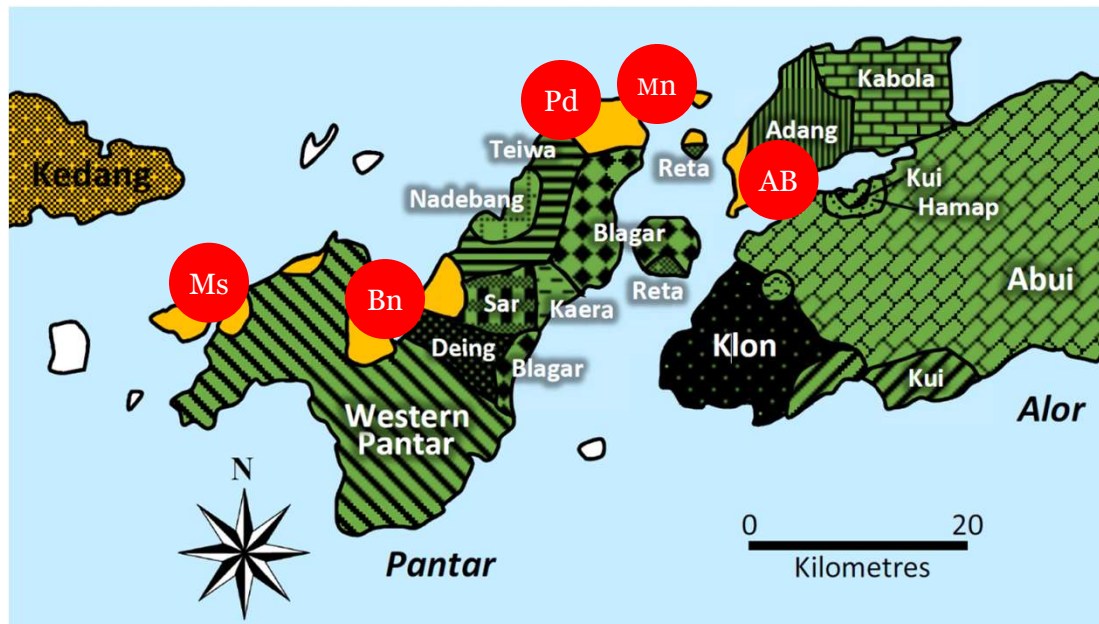 Kedang
Pd
Mn
Kabola
Adang
Teiwa
Reta
AB
Kui
Hamap
Nadebang
Blagar
Abui
Ms
Bn
Sar
Kaera
Reta
Deing
Blagar
Klon
Kui
Western
Pantar
Alor
N
Pantar
0 20
Kilometres